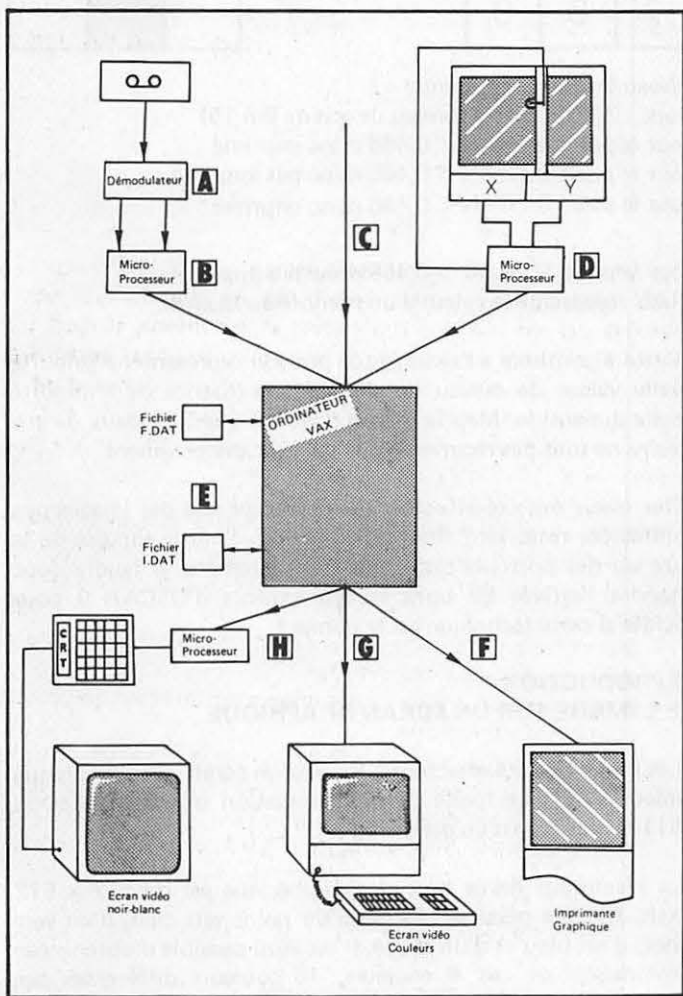 A
Démodulateur
B
Micro-
Processeur
C
X Y
D
Micro-
Processeur
ORDINATEUR
VAX
Fichier
F.DAT
E
Fichier
I.DAT
H
G
F
Micro-
Processeur
CRT
Ecran vidéo
noir-blanc
Ecran vidéo
Couleurs
Imprimante
Graphique